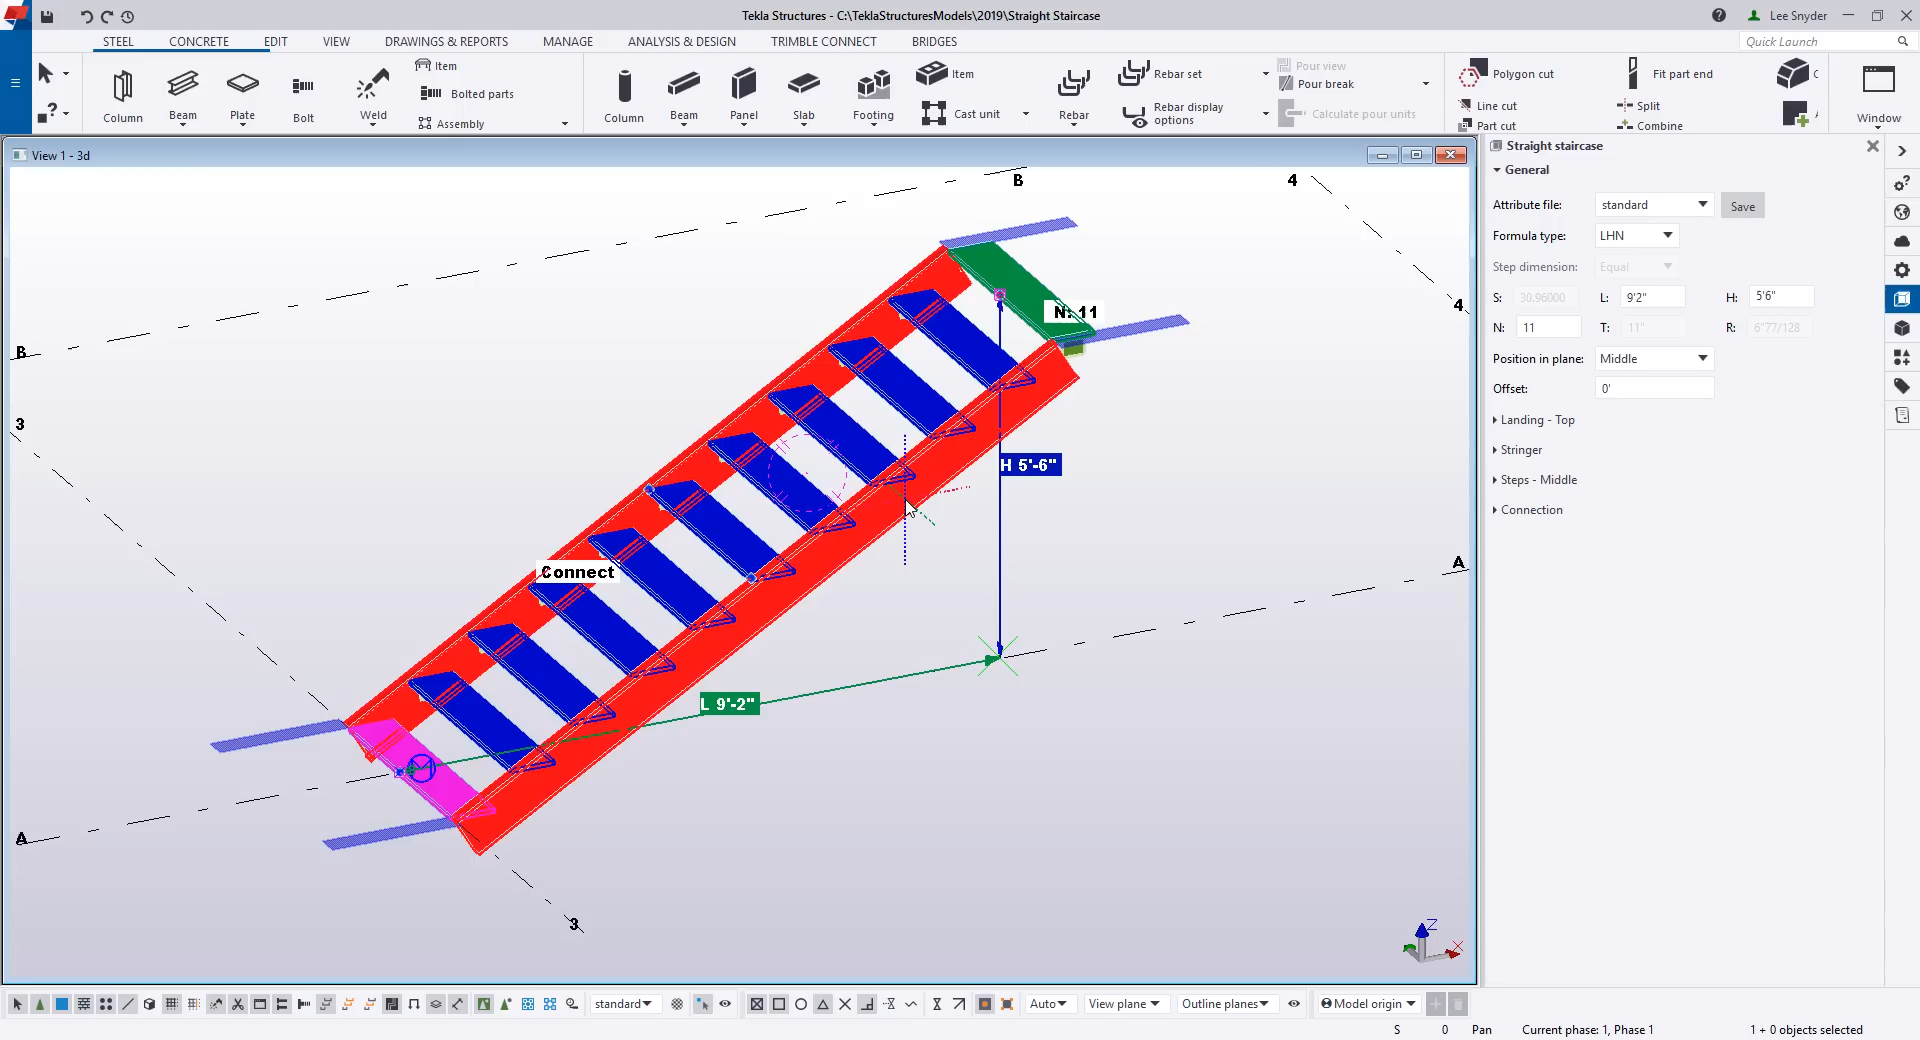 Tekla Structures - C:\TeklaStructuresModels\2019\Straight Staircase
Lee Snyder
STEEL CONCRETE EDIT VIEW DRAWINGS & REPORTS MANAGE ANALYSIS & DESIGN TRIMBLE CONNECT BRIDGES
Quick Launch
Column
Beam
Plate
Bolt
Weld
Item
Bolted parts
Assembly
Column
Beam
Panel
Slab
Footing
Item
Cast unit
Rebar
Rebar set
Rebar display
options
Pour view
Pour break
Calculate pour units
Polygon cut
Line cut
Part cut
Fit part end
Split
Combine
Window
View 1 - 3d
B
4
N: 11
4
B
3
H 5'-6"
Connect
A
L 9'-2"
A
3
Z
X
Straight staircase
General
Attribute file: standard Save
Formula type: LHN
Step dimension: Equal
S: 30.96000 L: 9'2" H: 5'6"
N: 11 T: 11" R: 6"77/128
Position in plane: Middle
Offset: 0'
Landing - Top
Stringer
Steps - Middle
Connection
standard Auto View plane Outline planes Model origin
S 0 Pan Current phase: 1, Phase 1 1 + 0 objects selected